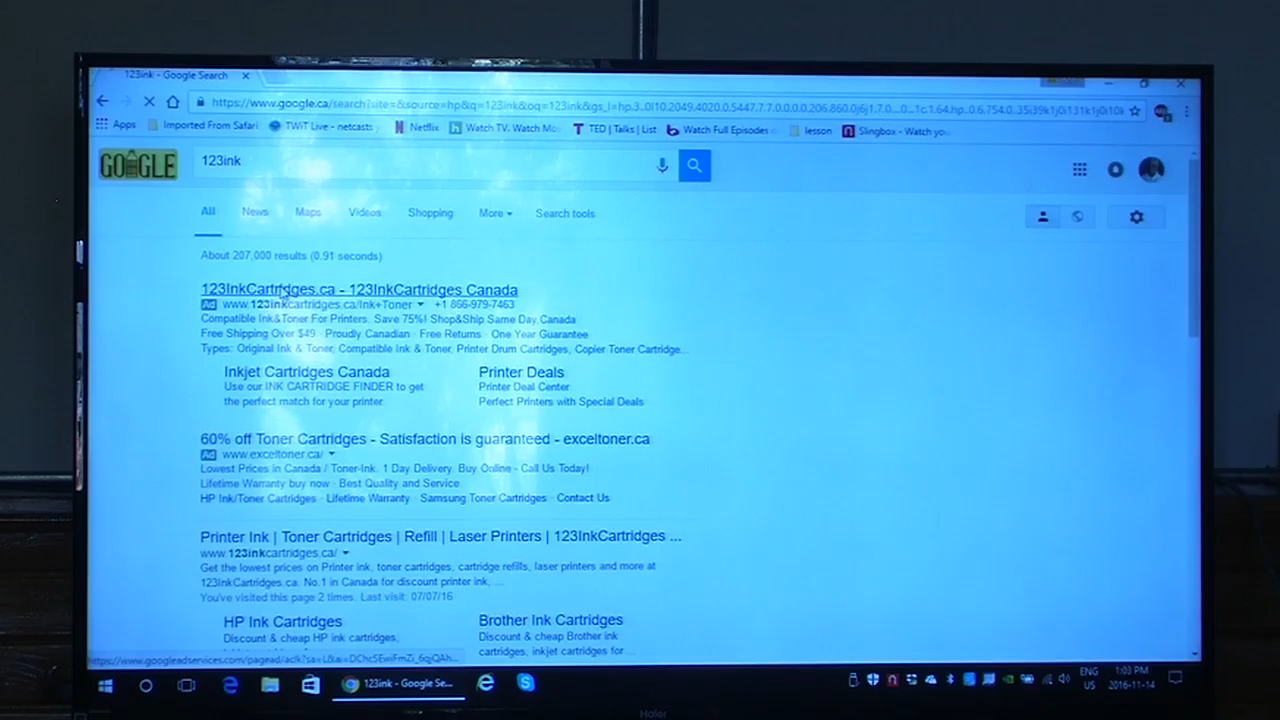 123ink - Google Search
https://www.google.ca/search?site=&source=hp&q=123ink&oq=123ink&gs_l=hp.3..0l10.2049.4020.0.5447.7.7.0.0.0.0.206.860.0j6j1.7.0
Apps Imported From Safari TWiT Live - netcasts Netflix Watch TV. Watch Mo TED | Talks | List Watch Full Episodes lesson Slingbox - Watch you
GOOGLE 123ink
All News Maps Videos Shopping More Search tools
About 207,000 results (0.91 seconds)
123InkCartridges.ca - 123InkCartridges Canada
Ad www.123inkcartridges.ca/Ink+Toner +1 866-979-7463
Compatible Ink&Toner For Printers. Save 75%! Shop&Ship Same Day.Canada
Free Shipping Over $49 · Proudly Canadian · Free Returns · One Year Guarantee
Types: Original Ink & Toner, Compatible Ink & Toner, Printer Drum Cartridges, Copier Toner Cartridge...
Inkjet Cartridges Canada
Use our INK CARTRIDGE FINDER to get
the perfect match for your printer.
Printer Deals
Printer Deal Center
Perfect Printers with Special Deals
60% off Toner Cartridges - Satisfaction is guaranteed - exceltoner.ca
Ad www.exceltoner.ca/
Lowest Prices in Canada / Toner-Ink. 1 Day Delivery. Buy Online - Call Us Today!
Lifetime Warranty buy now · Best Quality and Service
HP Ink/Toner Cartridges · Lifetime Warranty · Samsung Toner Cartridges · Contact Us
Printer Ink | Toner Cartridges | Refill | Laser Printers | 123InkCartridges ...
www.123inkcartridges.ca/
Get the lowest prices on Printer ink, toner cartridges, cartridge refills, laser printers and more at
123InkCartridges.ca. No.1 in Canada for discount printer ink, ...
You've visited this page 2 times. Last visit: 07/07/16
HP Ink Cartridges
Discount & cheap HP ink cartridges,
Brother Ink Cartridges
Discount & cheap Brother ink
cartridges, inkjet cartridges for ...
https://www.googleadservices.com/pagead/aclk?sa=L&ai=
123ink - Google Se...
ENG
US
1:03 PM
2016-11-14
Haier